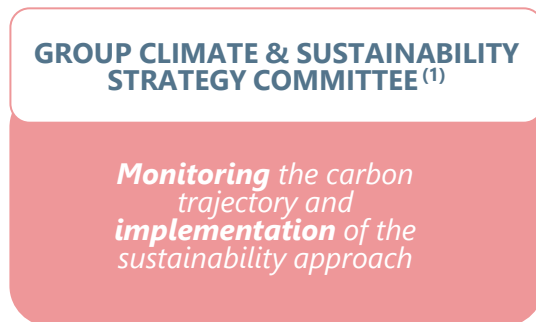 GROUP CLIMATE & SUSTAINABILITY
STRATEGY COMMITTEE (1)
Monitoring the carbon
trajectory and
implementation of the
sustainability approach